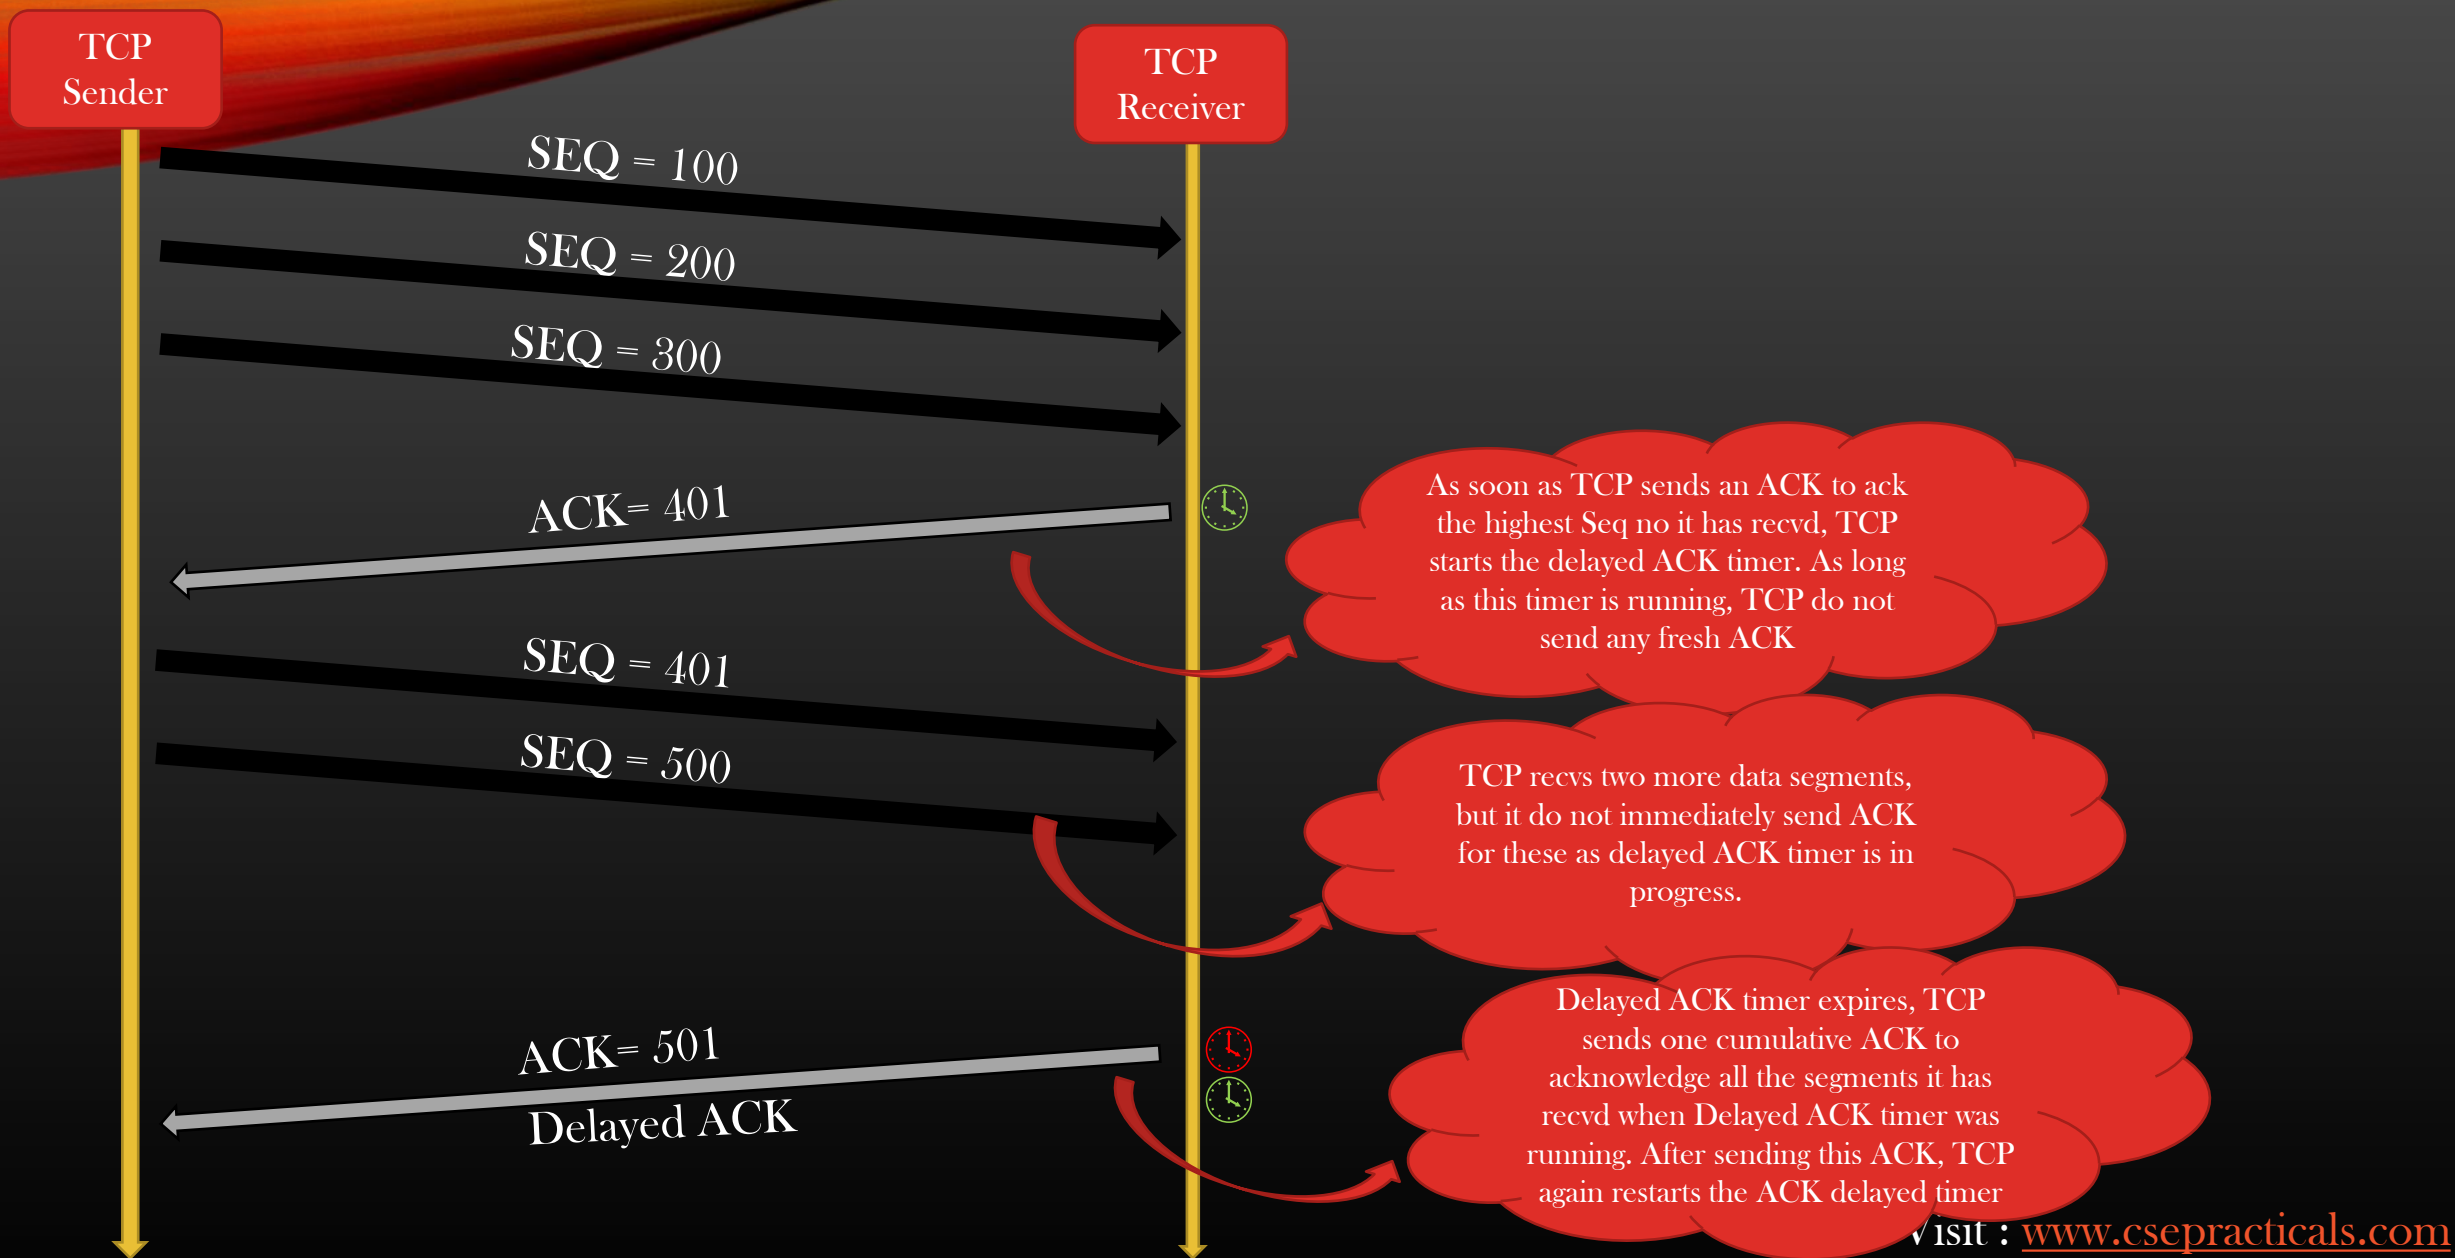 TCP
Sender
TCP
Receiver
SEQ = 100
SEQ = 200
SEQ = 300
ACK= 401
As soon as TCP sends an ACK to ack
the highest Seq no it has recvd, TCP
starts the delayed ACK timer. As long
as this timer is running, TCP do not
send any fresh ACK
SEQ = 401
SEQ = 500
TCP recvs two more data segments,
but it do not immediately send ACK
for these as delayed ACK timer is in
progress.
ACK= 501
Delayed ACK
Delayed ACK timer expires, TCP
sends one cumulative ACK to
acknowledge all the segments it has
recvd when Delayed ACK timer was
running. After sending this ACK, TCP
again restarts the ACK delayed timer
Visit : www.csepracticals.com